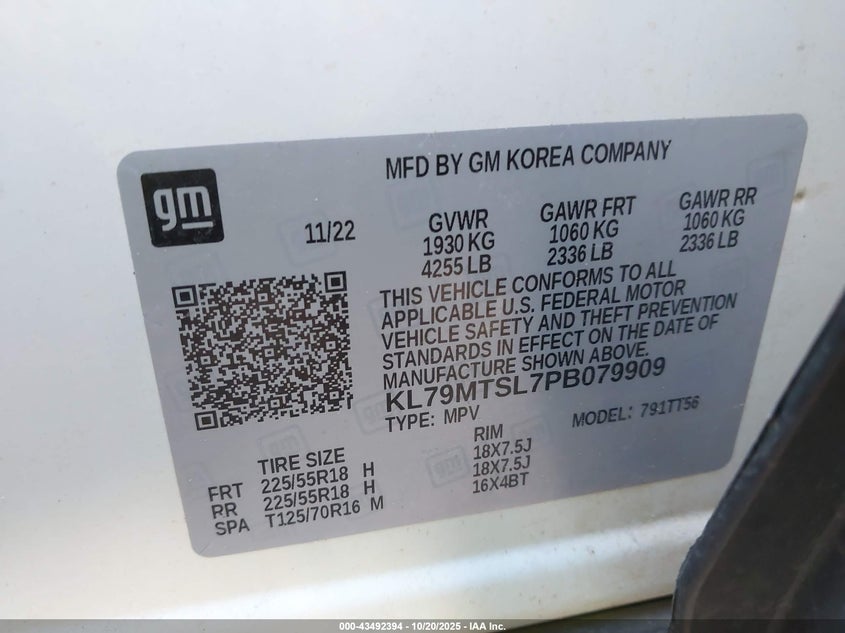 MFD BY GM KOREA COMPANY
gm
11/22
GVWR
1930 KG
4255 LB
GAWR FRT
1060 KG
2336 LB
GAWR RR
1060 KG
2336 LB
THIS VEHICLE CONFORMS TO ALL
APPLICABLE U.S. FEDERAL MOTOR
VEHICLE SAFETY AND THEFT PREVENTION
STANDARDS IN EFFECT ON THE DATE OF
MANUFACTURE SHOWN ABOVE.
KL79MTSL7PB079909
TYPE: MPV
MODEL: 791TT56
TIRE SIZE
RIM
FRT 225/55R18 H 18X7.5J
RR 225/55R18 H 18X7.5J
SPA T125/70R16 M 16X4BT
000-43492394 | 10/20/2025 | IAA Inc.